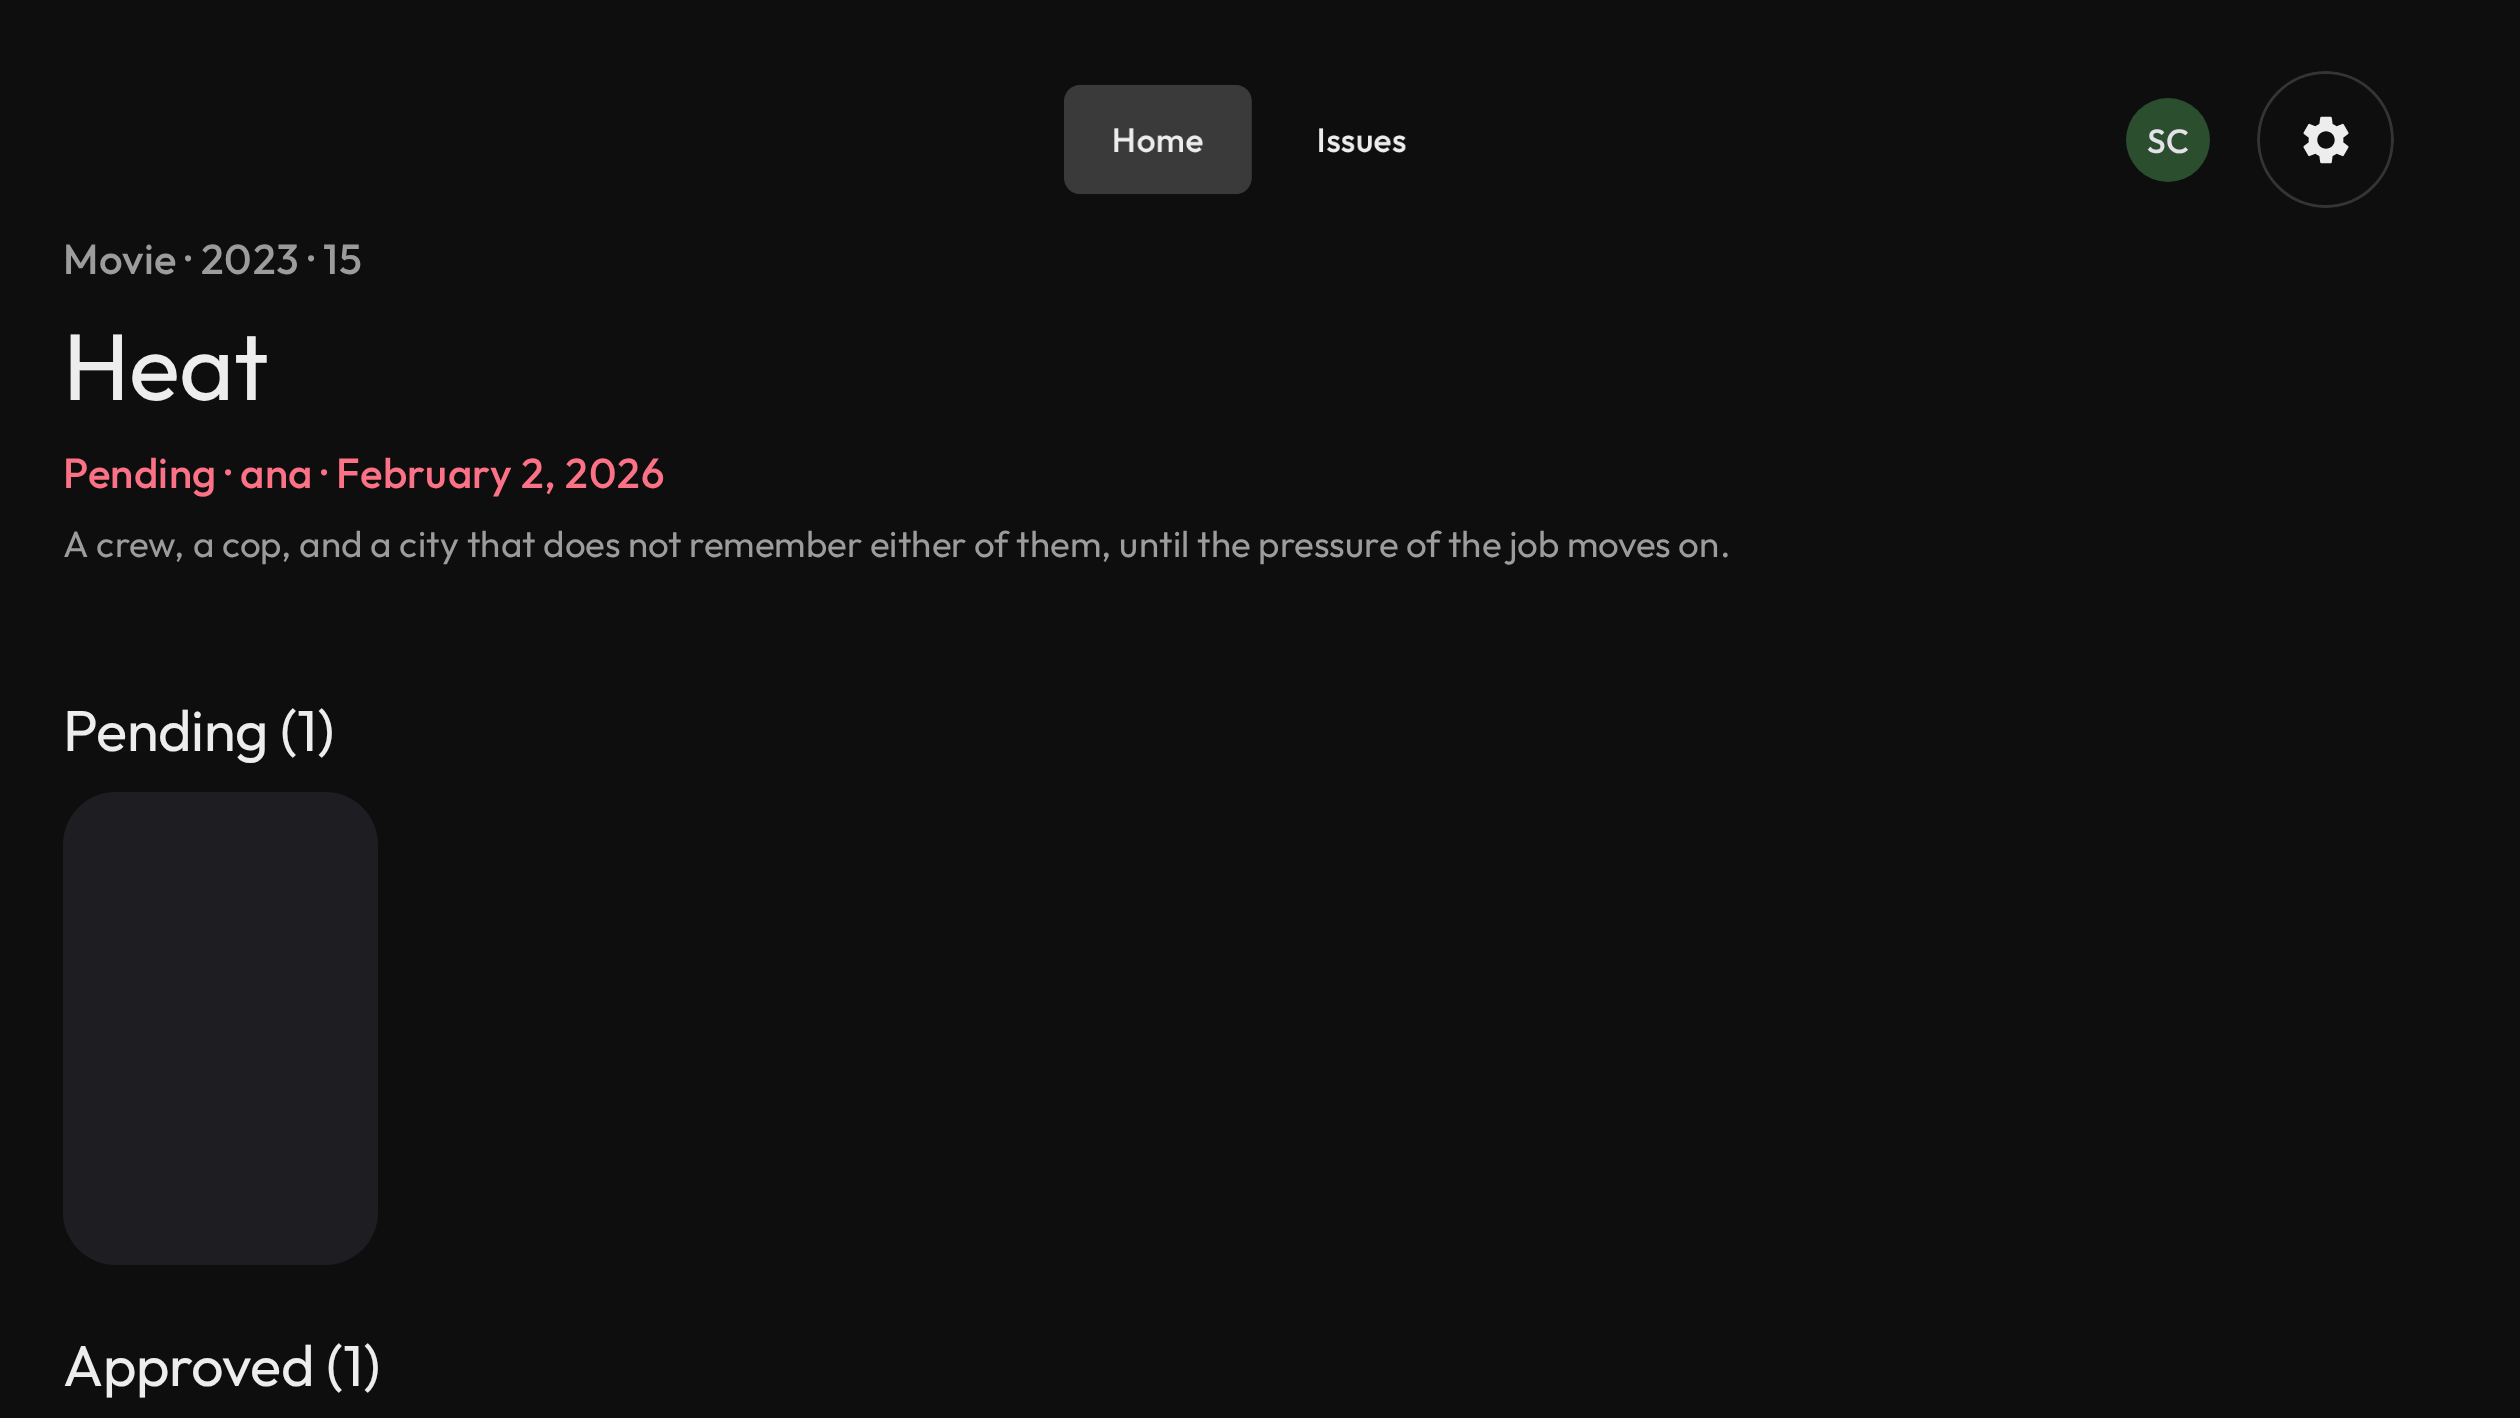 Home Issues SC
Movie · 2023 · 15
Heat
Pending · ana · February 2, 2026
A crew, a cop, and a city that does not remember either of them, until the pressure of the job moves on.
Pending (1)
Approved (1)